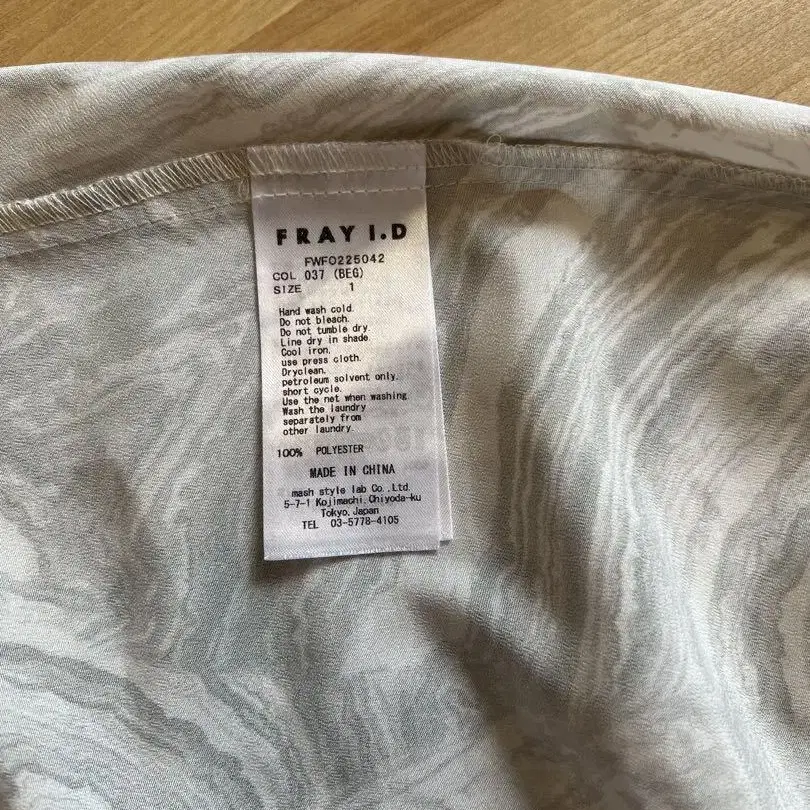 FRAY I.D
FWFO225042
COL 037 (BEG)
SIZE 1
Hand wash cold.
Do not bleach.
Do not tumble dry.
Line dry in shade.
Cool iron.
use press cloth.
Dryclean.
petroleum solvent only.
short cycle.
Use the net when washing.
Wash the laundry
separately from
other laundry.
100% POLYESTER
MADE IN CHINA
mash style lab Co.,Ltd.
5-7-1 Kojimachi,Chiyoda-ku
Tokyo,Japan
TEL 03-5778-4105